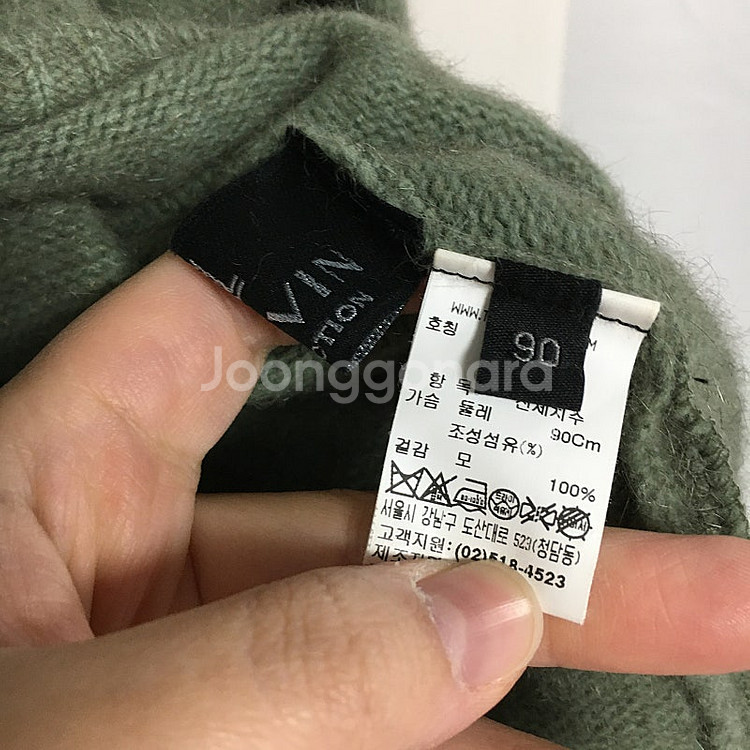 VIN
90
호칭
Joonggonara
항 목 신체치수
가슴 둘레 90Cm
조성섬유(%)
겉감 모 100%
서울시 강남구 도산대로 523(청담동)
고객지원: (02)518-4523